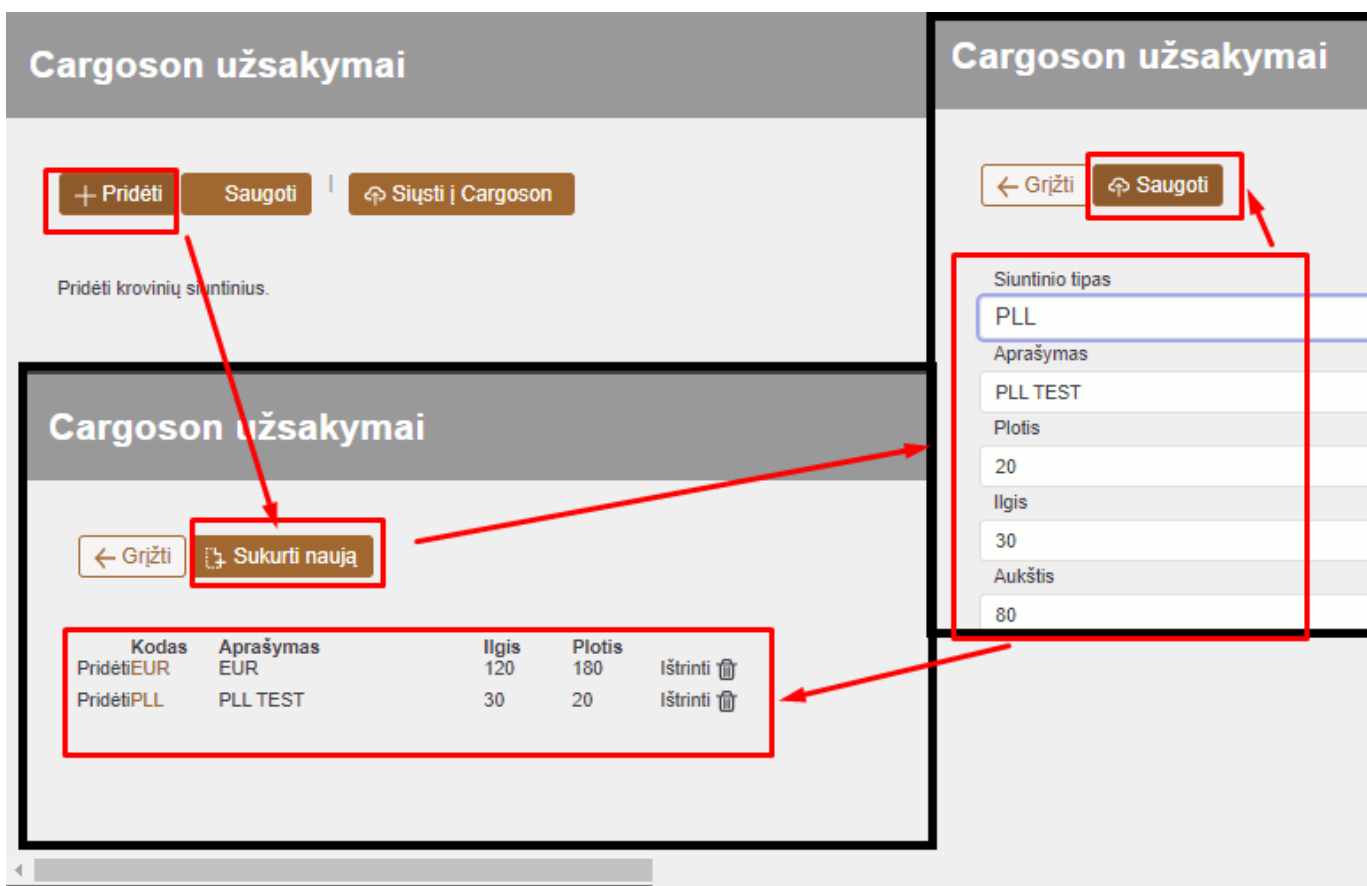 Cargoson užsakymai
+ Pridėti Saugoti | Siųsti į Cargoson
Pridėti krovinių siuntinius.
Cargoson užsakymai
Grįžti Sukurti naują
Kodas Aprašymas Ilgis Plotis
PridėtiEUR EUR 120 180 Ištrinti
PridėtiPLL PLL TEST 30 20 Ištrinti
Cargoson užsakymai
Grįžti Saugoti
Siuntinio tipas
PLL
Aprašymas
PLL TEST
Plotis
20
Ilgis
30
Aukštis
80